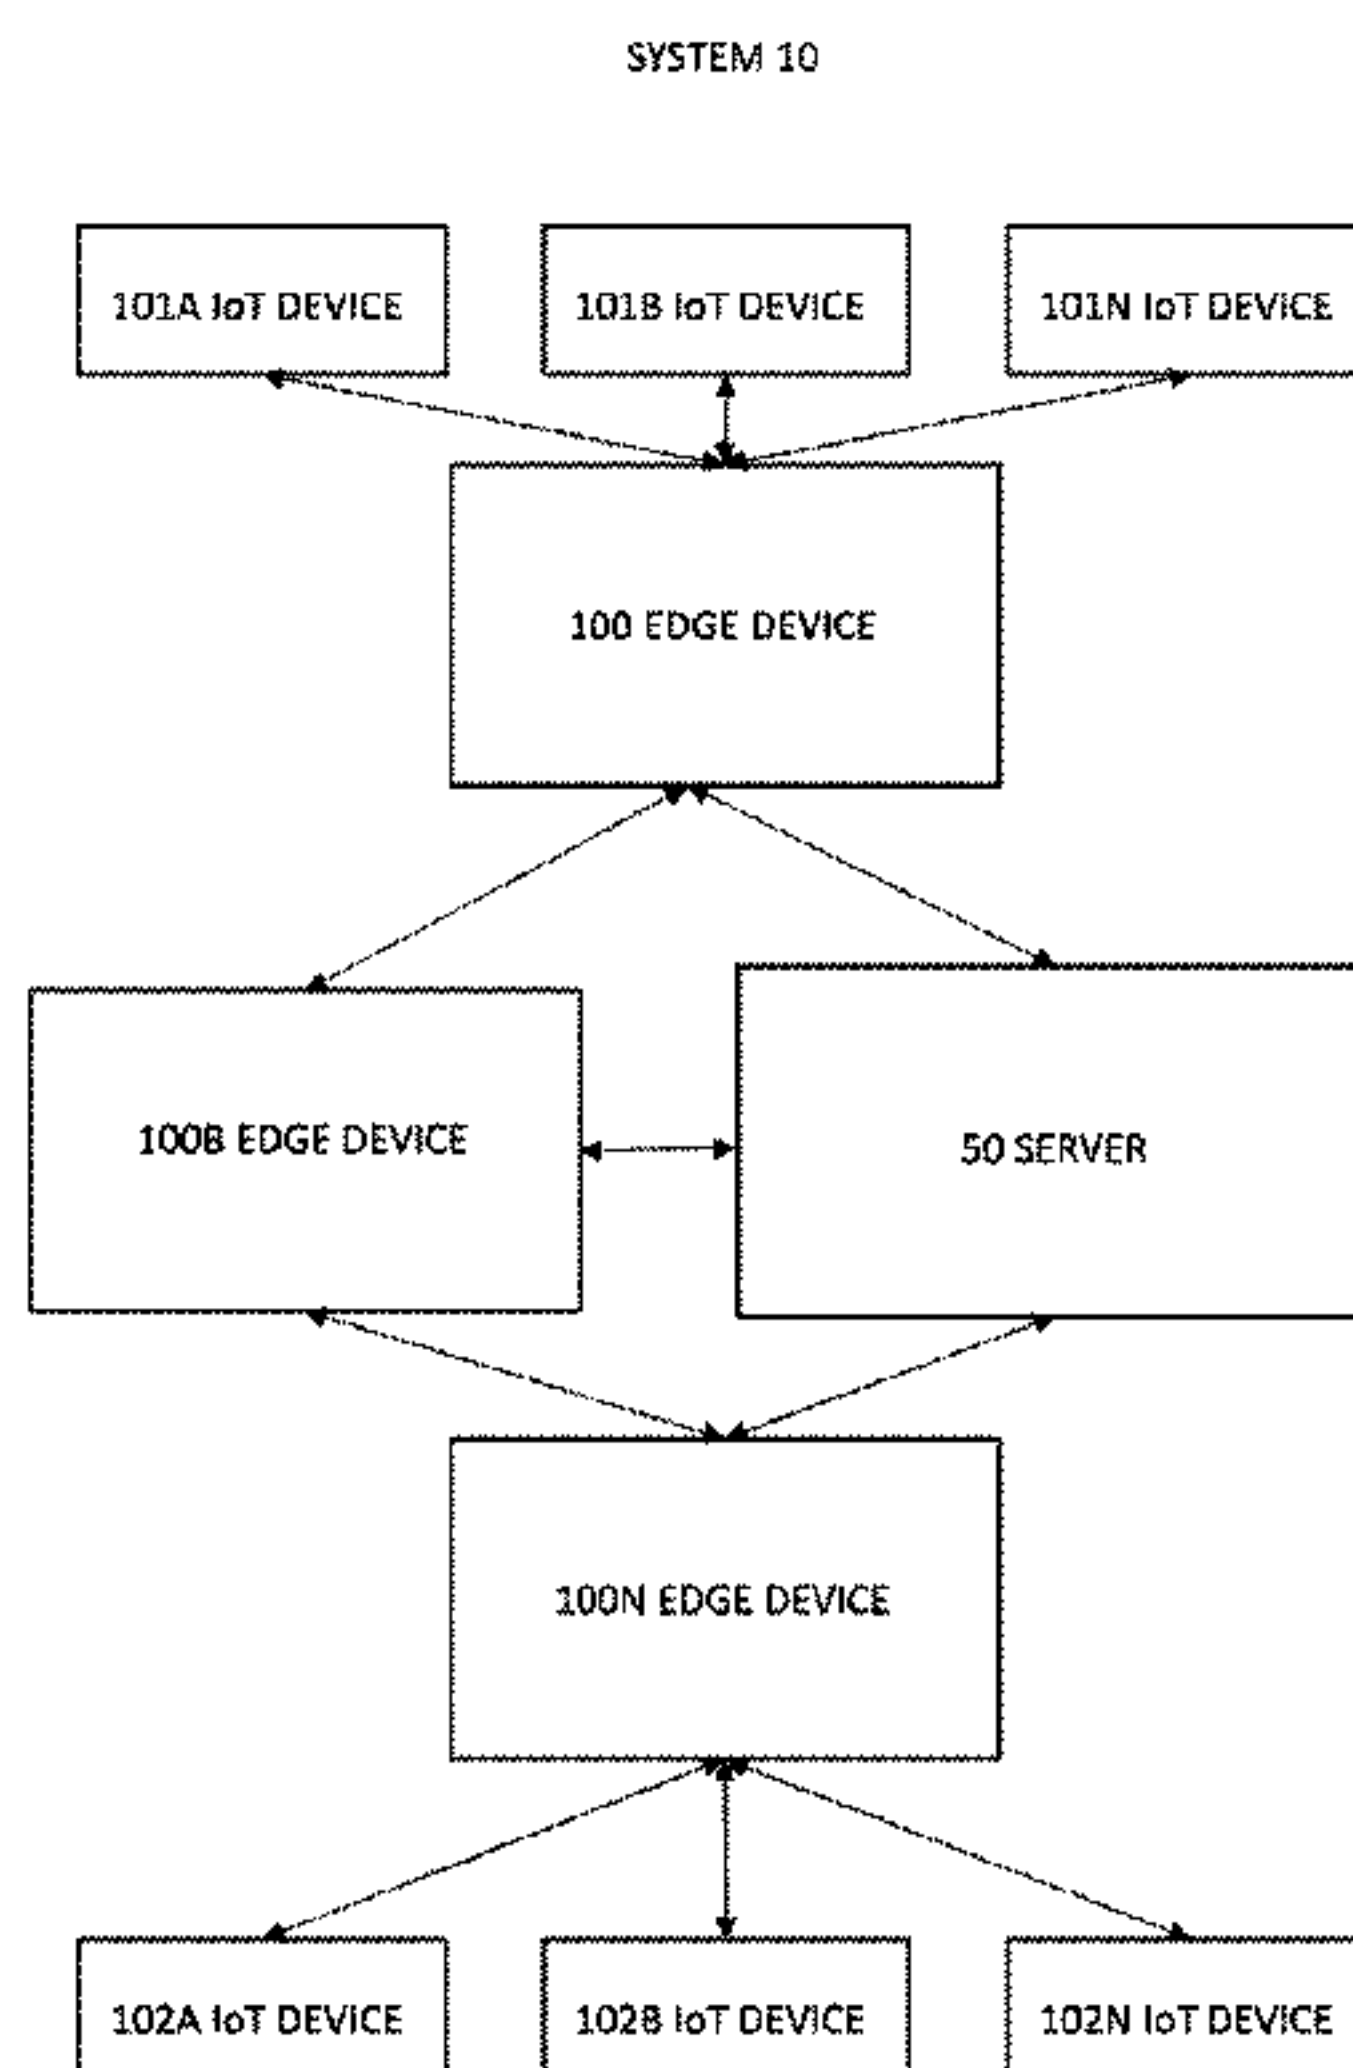 SYSTEM 10
101A IoT DEVICE
101B IoT DEVICE
101N IoT DEVICE
100 EDGE DEVICE
100B EDGE DEVICE
50 SERVER
100N EDGE DEVICE
102A IoT DEVICE
102B IoT DEVICE
102N IoT DEVICE